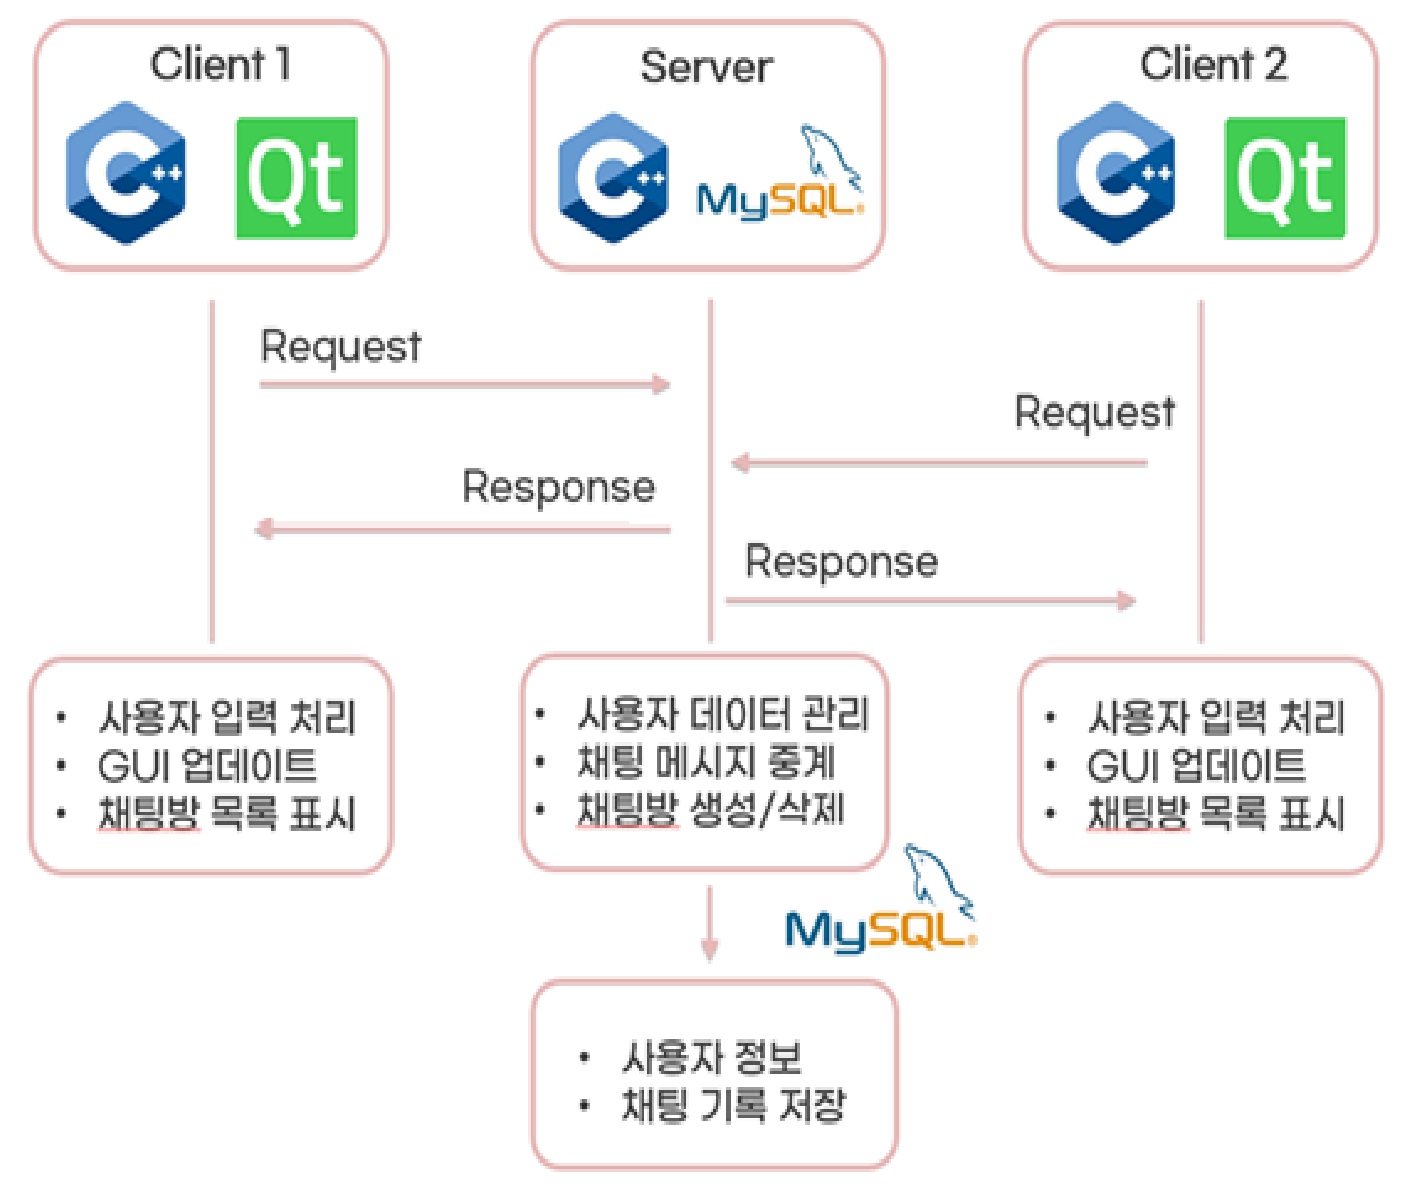 Client 1
C++
Qt
Server
C++
MySQL®
Client 2
C++
Qt
Request
Request
Response
Response
• 사용자 입력 처리
• GUI 업데이트
• 채팅방 목록 표시
• 사용자 데이터 관리
• 채팅 메시지 중계
• 채팅방 생성/삭제
• 사용자 입력 처리
• GUI 업데이트
• 채팅방 목록 표시
MySQL®
• 사용자 정보
• 채팅 기록 저장